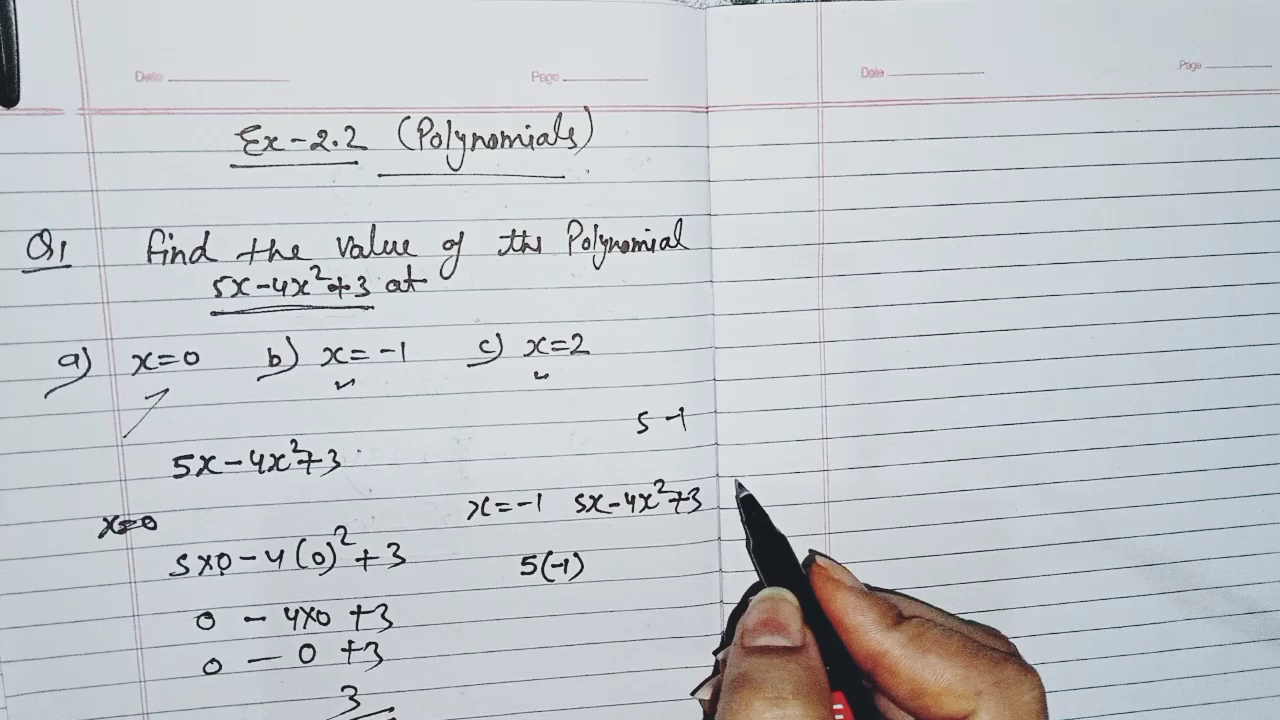 Date Page Date Page
Ex-2.2 (Polynomials)
Q1 find the value of the Polynomial
5x-4x²+3 at
a) x=0 b) x=-1 c) x=2
5 -1
5x-4x²+3
x=-1 5x-4x²+3
x=0
5×0-4(0)²+3
5(-1)
0 - 4×0 +3
0 - 0 +3
3